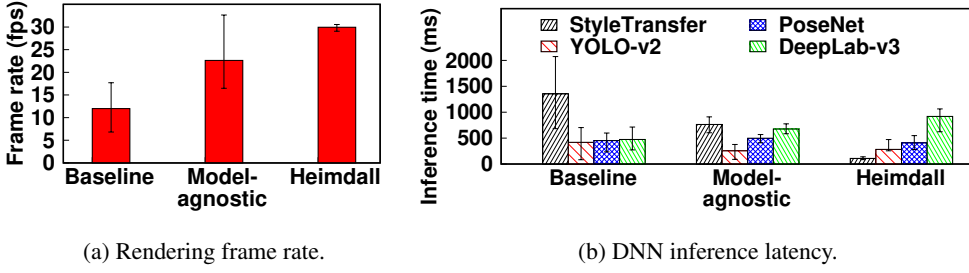 Frame rate (fps)
30
25
20
15
10
5
0
Baseline
Model-
agnostic
Heimdall
(a) Rendering frame rate.
Inference time (ms)
StyleTransfer
YOLO-v2
PoseNet
DeepLab-v3
2000
1500
1000
500
0
Baseline
Model-
agnostic
Heimdall
(b) DNN inference latency.